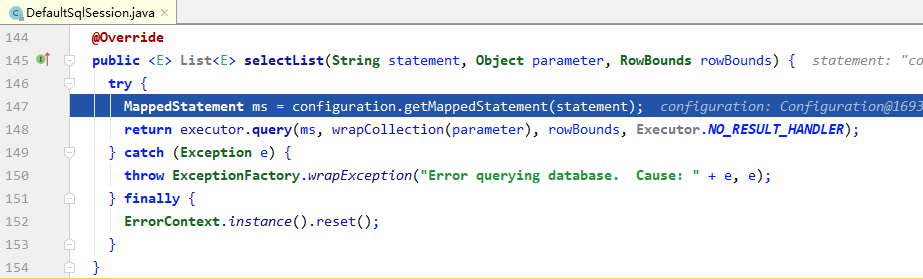 DefaultSqlSession.java
144 @Override
145 public <E> List<E> selectList(String statement, Object parameter, RowBounds rowBounds) { statement: "co
146 try {
147 MappedStatement ms = configuration.getMappedStatement(statement); configuration: Configuration@1693
148 return executor.query(ms, wrapCollection(parameter), rowBounds, Executor.NO_RESULT_HANDLER);
149 } catch (Exception e) {
150 throw ExceptionFactory.wrapException("Error querying database.  Cause: " + e, e);
151 } finally {
152 ErrorContext.instance().reset();
153 }
154 }